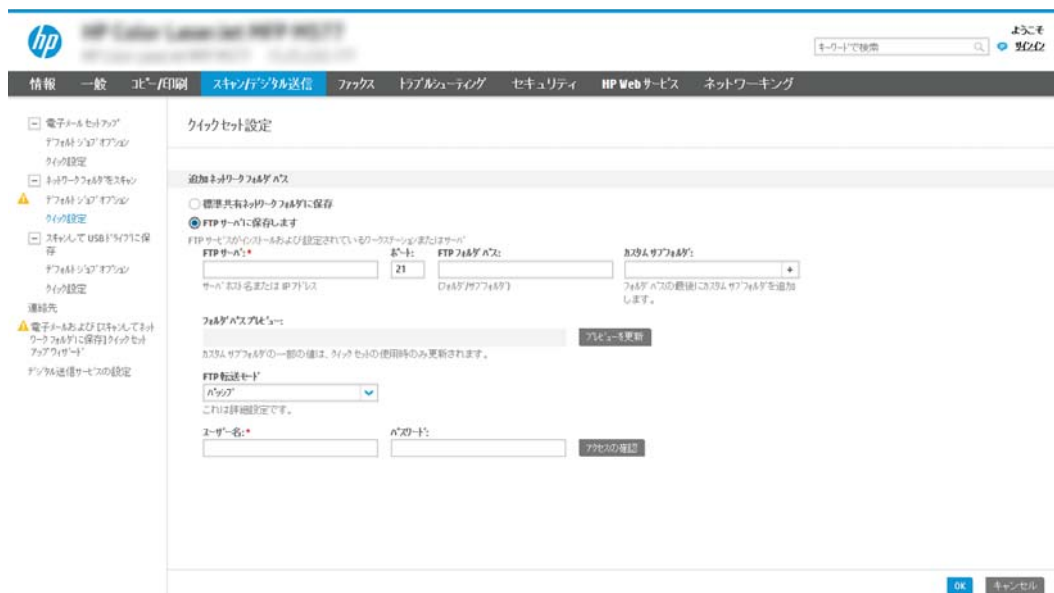 hp
HP Color LaserJet MFP M577
ようこそ
キーワードで検索
サインイン
情報 一般 コピー/印刷 スキャン/デジタル送信 ファックス トラブルシューティング セキュリティ HP Web サービス ネットワーキング
電子メール セットアップ
デフォルト ジョブ オプション
クイック設定
ネットワーク フォルダをスキャン
デフォルト ジョブ オプション
クイック設定
スキャンして USB ドライブに保
存
デフォルト ジョブ オプション
クイック設定
連絡先
電子メールおよび [スキャンしてネット
ワーク フォルダに保存] クイック セット
アップ ウィザード
デジタル送信サービスの設定
クイック セット設定
追加ネットワーク フォルダ パス
標準共有ネットワーク フォルダに保存
FTP サーバに保存します
FTP サービスがインストールおよび設定されているワークステーションまたはサーバ
FTP サーバ:* ポート: FTP フォルダ パス: カスタム サブフォルダ:
21 +
サーバ ホスト名または IP アドレス (フォルダ/サブフォルダ) フォルダ パスの最後にカスタム サブフォルダを追加
します。
フォルダ パス プレビュー:
プレビューを更新
カスタム サブフォルダの一部の値は、クイック セットの使用時のみ更新されます。
FTP 転送モード
パッシブ
これは詳細設定です。
ユーザー名:* パスワード:
アクセスの確認
OK キャンセル